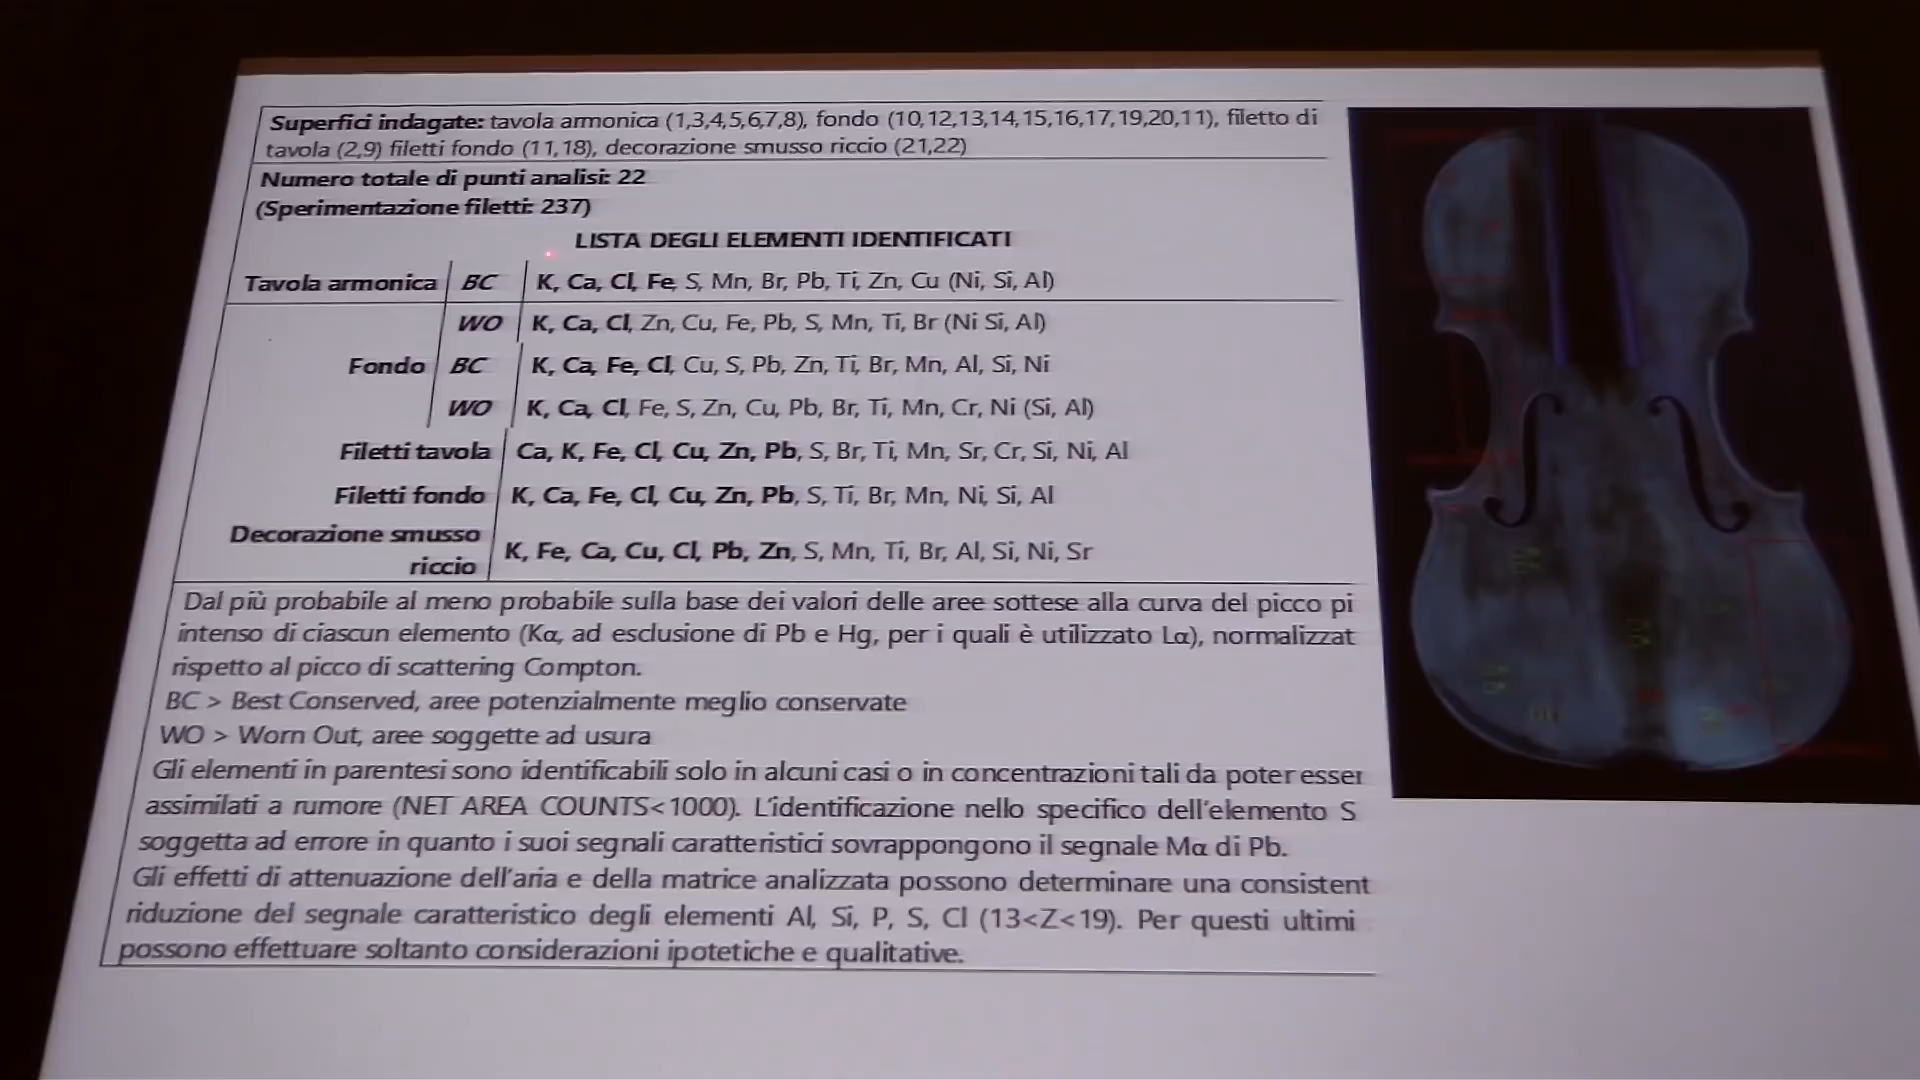 Superfici indagate: tavola armonica (1,3,4,5,6,7,8), fondo (10,12,13,14,15,16,17,19,20,11), filetto di
tavola (2,9) filetti fondo (11,18), decorazione smusso riccio (21,22)
Numero totale di punti analisi: 22
(Sperimentazione filetti: 237)
LISTA DEGLI ELEMENTI IDENTIFICATI
Tavola armonica BC K, Ca, Cl, Fe, S, Mn, Br, Pb, Ti, Zn, Cu (Ni, Si, Al)
WO K, Ca, Cl, Zn, Cu, Fe, Pb, S, Mn, Ti, Br (Ni Si, Al)
Fondo BC K, Ca, Fe, Cl, Cu, S, Pb, Zn, Ti, Br, Mn, Al, Si, Ni
WO K, Ca, Cl, Fe, S, Zn, Cu, Pb, Br, Ti, Mn, Cr, Ni (Si, Al)
Filetti tavola Ca, K, Fe, Cl, Cu, Zn, Pb, S, Br, Ti, Mn, Sr, Cr, Si, Ni, Al
Filetti fondo K, Ca, Fe, Cl, Cu, Zn, Pb, S, Ti, Br, Mn, Ni, Si, Al
Decorazione smusso
riccio K, Fe, Ca, Cu, Cl, Pb, Zn, S, Mn, Ti, Br, Al, Si, Ni, Sr
Dal più probabile al meno probabile sulla base dei valori delle aree sottese alla curva del picco pi
intenso di ciascun elemento (Kα, ad esclusione di Pb e Hg, per i quali è utilizzato Lα), normalizzat
rispetto al picco di scattering Compton.
BC > Best Conserved, aree potenzialmente meglio conservate
WO > Worn Out, aree soggette ad usura
Gli elementi in parentesi sono identificabili solo in alcuni casi o in concentrazioni tali da poter esser
assimilati a rumore (NET AREA COUNTS<1000). L'identificazione nello specifico dell'elemento S
soggetta ad errore in quanto i suoi segnali caratteristici sovrappongono il segnale Mα di Pb.
Gli effetti di attenuazione dell'aria e della matrice analizzata possono determinare una consistent
riduzione del segnale caratteristico degli elementi Al, Si, P, S, Cl (13<Z<19). Per questi ultimi
possono effettuare soltanto considerazioni ipotetiche e qualitative.